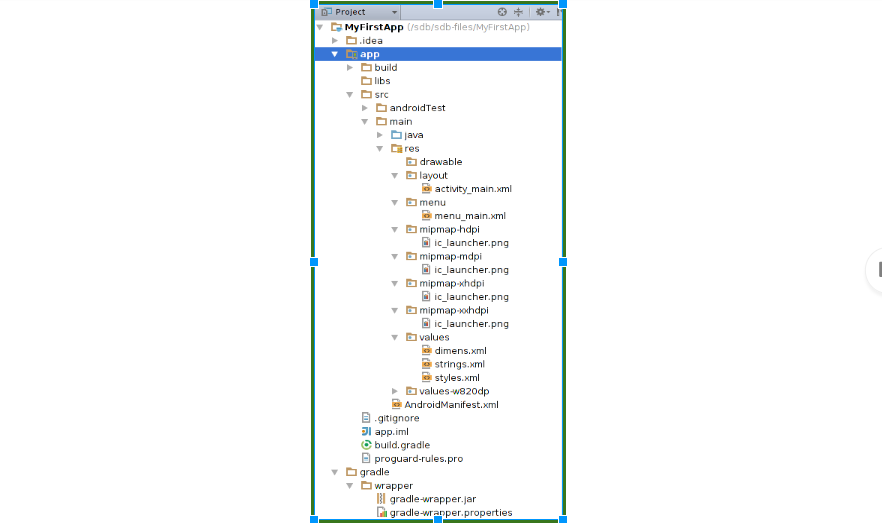 Project
MyFirstApp (/sdb/sdb-files/MyFirstApp)
.idea
app
build
libs
src
androidTest
main
java
res
drawable
layout
activity_main.xml
menu
menu_main.xml
mipmap-hdpi
ic_launcher.png
mipmap-mdpi
ic_launcher.png
mipmap-xhdpi
ic_launcher.png
mipmap-xxhdpi
ic_launcher.png
values
dimens.xml
strings.xml
styles.xml
values-w820dp
AndroidManifest.xml
.gitignore
app.iml
build.gradle
proguard-rules.pro
gradle
wrapper
gradle-wrapper.jar
gradle-wrapper.properties